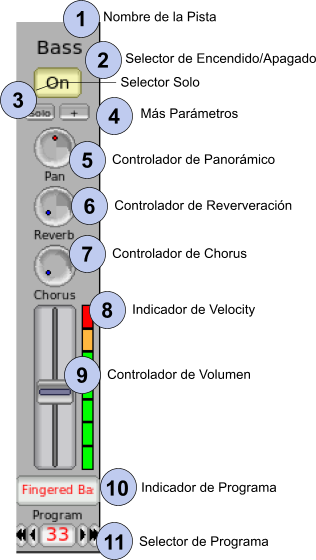 1 Nombre de la Pista
Bass
2 Selector de Encendido/Apagado
On
Selector Solo
3
Solo
+
4 Más Parámetros
5 Controlador de Panorámico
Pan
6 Controlador de Reververación
Reverb
7 Controlador de Chorus
Chorus
8 Indicador de Velocity
9 Controlador de Volumen
Fingered Ba
10 Indicador de Programa
Program
33
11 Selector de Programa